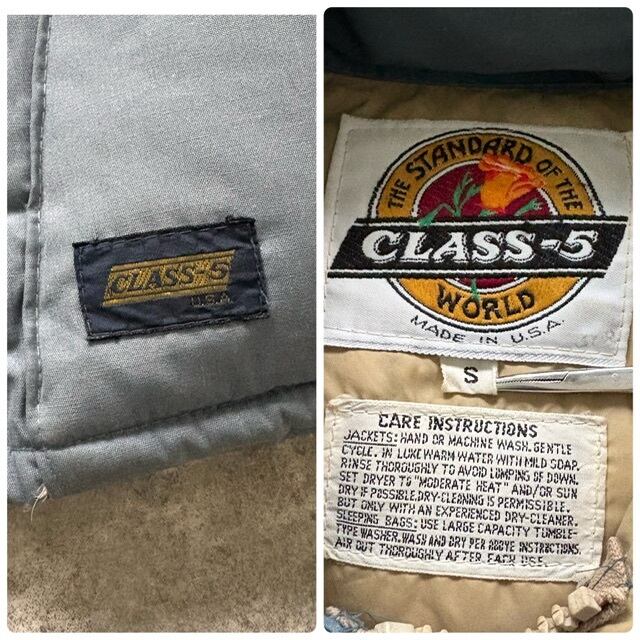 CLASS-5
U.S.A.
THE STANDARD OF THE
CLASS-5
WORLD
MADE IN U.S.A.
S
CARE INSTRUCTIONS
JACKETS: HAND OR MACHINE WASH. GENTLE
CYCLE. IN LUKE WARM WATER WITH MILD SOAP.
RINSE THOROUGHLY TO AVOID LUMPING OF DOWN.
SET DRYER TO "MODERATE HEAT" AND/OR SUN
DRY IF POSSIBLE. DRY-CLEANING IS PERMISSIBLE.
BUT ONLY WITH AN EXPERIENCED DRY-CLEANER.
SLEEPING BAGS: USE LARGE CAPACITY TUMBLE-
TYPE WASHER. WASH AND DRY PER ABOVE INSTRUCTIONS.
AIR OUT THOROUGHLY AFTER EACH USE.